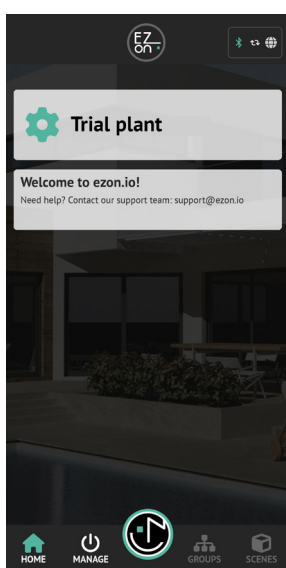 EZ
on
Trial plant
Welcome to ezon.io!
Need help? Contact our support team: support@ezon.io
HOME
MANAGE
GROUPS
SCENES